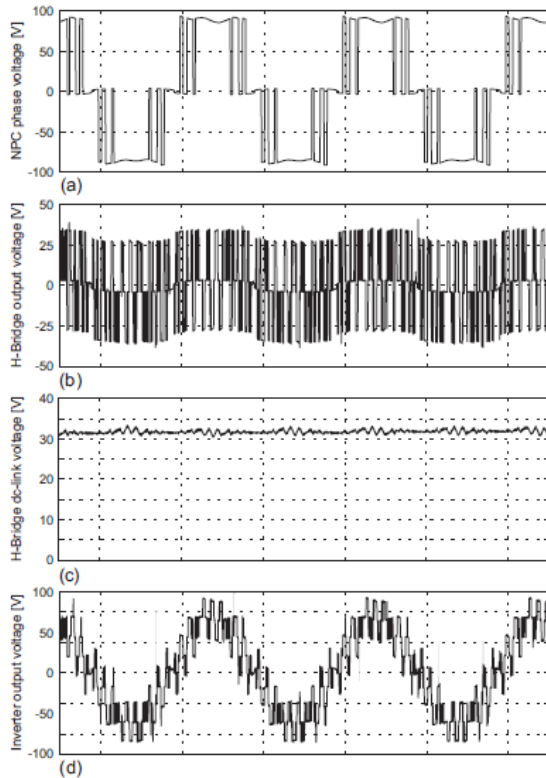 100
50
0
-50
-100
NPC phase voltage [V]
(a)
50
25
0
-25
-50
H-Bridge output voltage [V]
(b)
40
30
20
10
0
H-Bridge dc-link voltage [V]
(c)
100
50
0
-50
-100
Inverter output voltage [V]
(d)